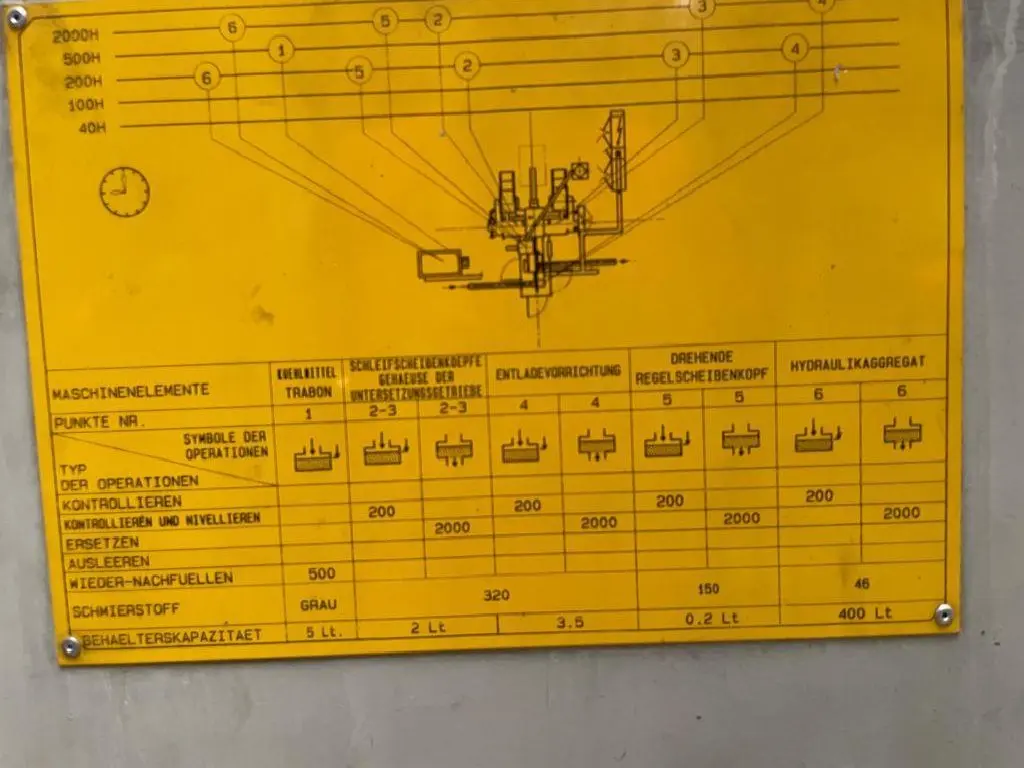 6 5 2 3 4
2000H
500H
1
200H
6 5 2 3 4
100H
40H
MASCHINENELEMENTE KUEHLMITTEL TRABON SCHLEIFSCHEIBENKOEPFE GEHAEUSE DER UNTERSETZUNGSGETRIEBE ENTLADEVORRICHTUNG DREHENDE REGELSCHEIBENKOPF HYDRAULIKAGGREGAT
PUNKTE NR. 1 2-3 2-3 4 4 5 5 6 6
SYMBOLE DER
OPERATIONEN
TYP
DER OPERATIONEN
KONTROLLIEREN
KONTROLLIEREN UND NIVELLIEREN 200 200 200 200
ERSETZEN 2000 2000 2000 2000
AUSLEEREN
WIEDER-NACHFUELLEN 500
SCHMIERSTOFF GRAU 320 150 46
BEHAELTERSKAPAZITAET 5 Lt. 2 Lt 3.5 0.2 Lt 400 Lt